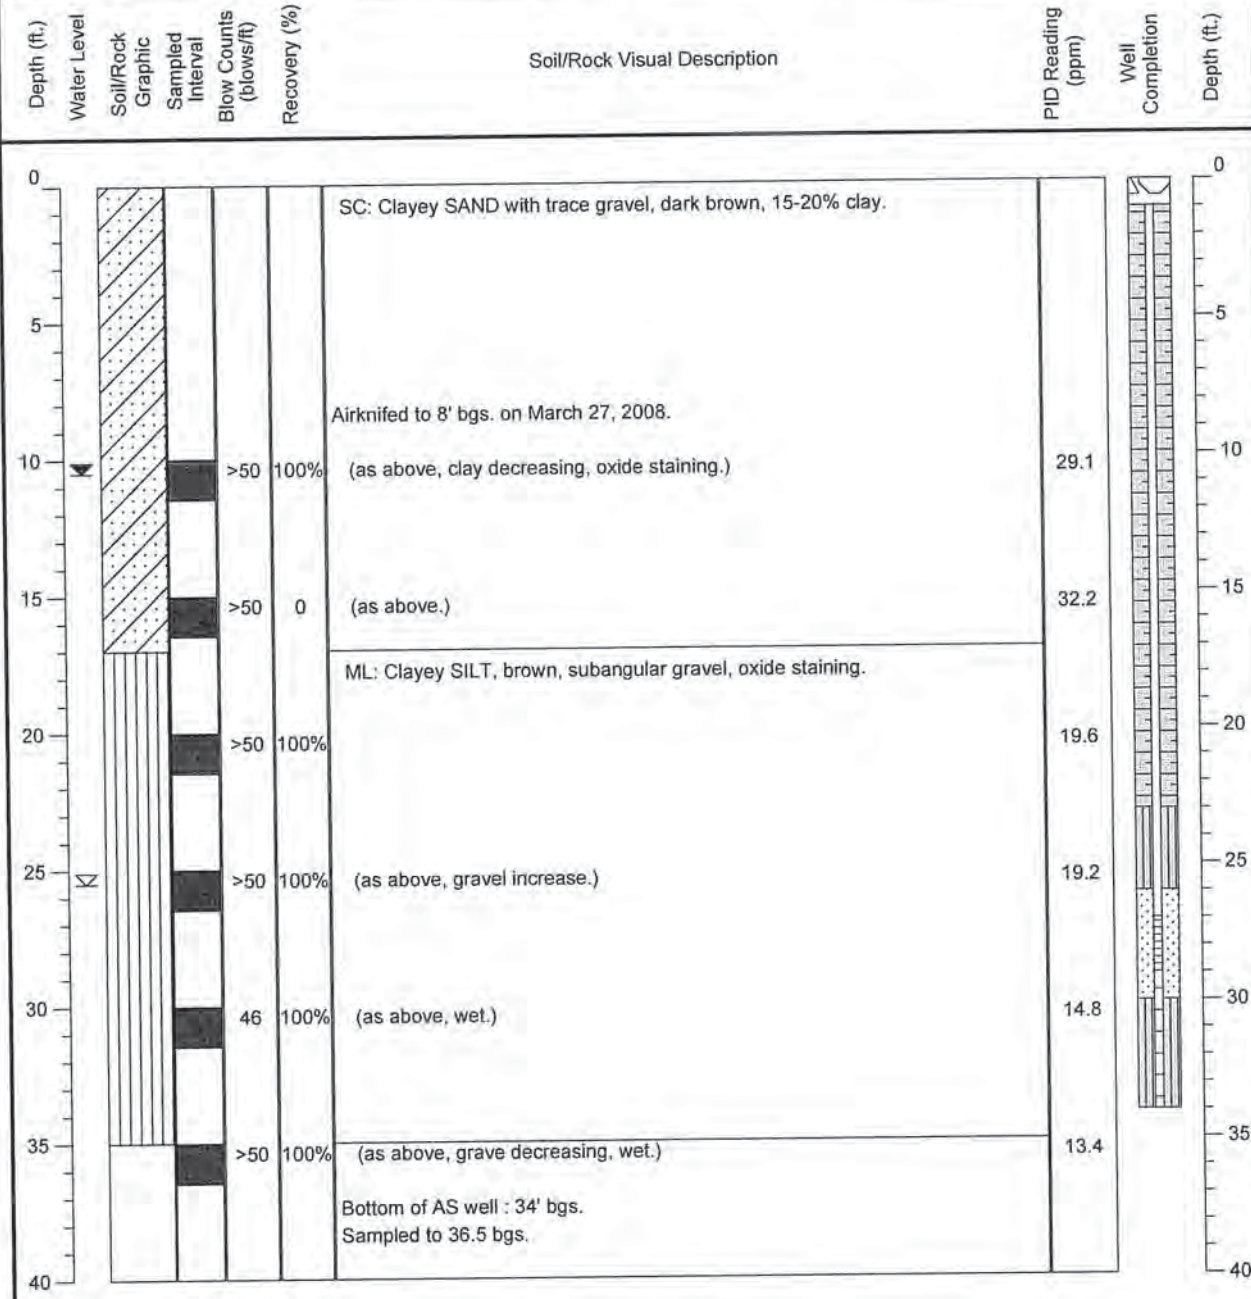 Depth (ft.)
Water Level
Soil/Rock
Graphic
Sampled
Interval
Blow Counts
(blows/ft)
Recovery (%)
Soil/Rock Visual Description
PID Reading
(ppm)
Well
Completion
Depth (ft.)
0 0
SC: Clayey SAND with trace gravel, dark brown, 15-20% clay.
5 5
Airknifed to 8' bgs. on March 27, 2008.
10 >50 100% (as above, clay decreasing, oxide staining.) 29.1 10
15 >50 0 (as above.) 32.2 15
ML: Clayey SILT, brown, subangular gravel, oxide staining.
20 >50 100% 19.6 20
25 >50 100% (as above, gravel increase.) 19.2 25
30 46 100% (as above, wet.) 14.8 30
35 >50 100% (as above, grave decreasing, wet.) 13.4 35
Bottom of AS well : 34' bgs.
Sampled to 36.5 bgs.
40 40